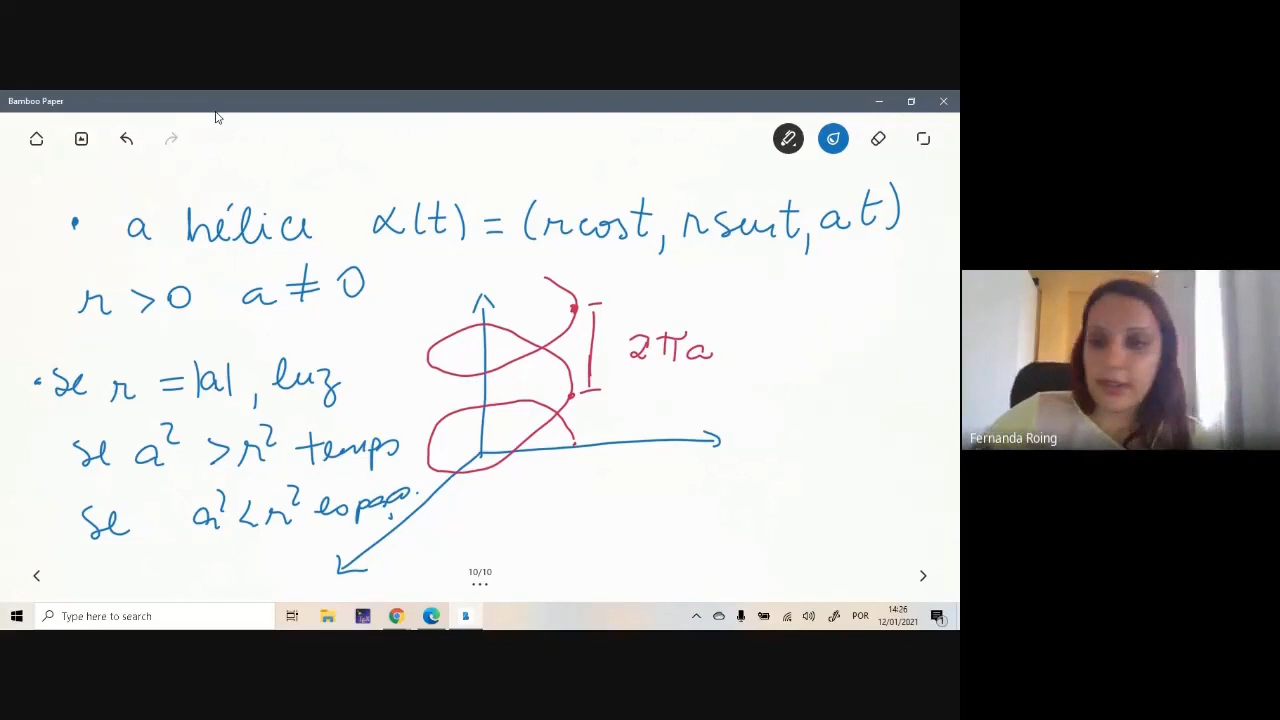 Bamboo Paper
• a hélice α(t) = (r cos t, r sen t, a t)
r > 0 a ≠ 0
2πa
• se r = |a|, luz
se a² > r² tempo
se a² < r² espaço.
10/10
Fernanda Roing
Type here to search
POR
14:26
12/01/2021